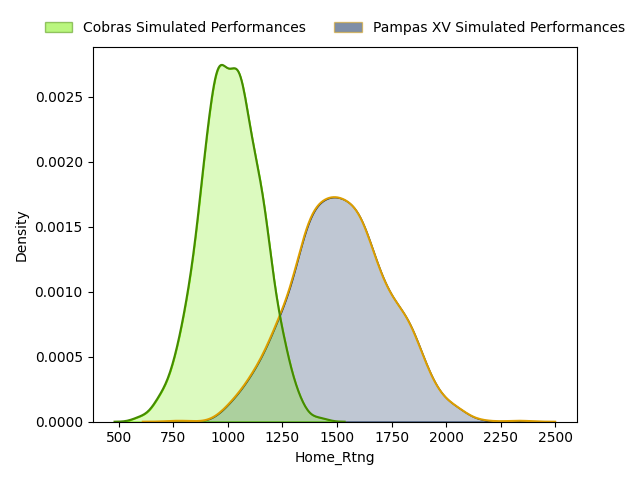 Cobras Simulated Performances
Pampas XV Simulated Performances
Density
0.0025
0.0020
0.0015
0.0010
0.0005
0.0000
500 750 1000 1250 1500 1750 2000 2250 2500
Home_Rtng